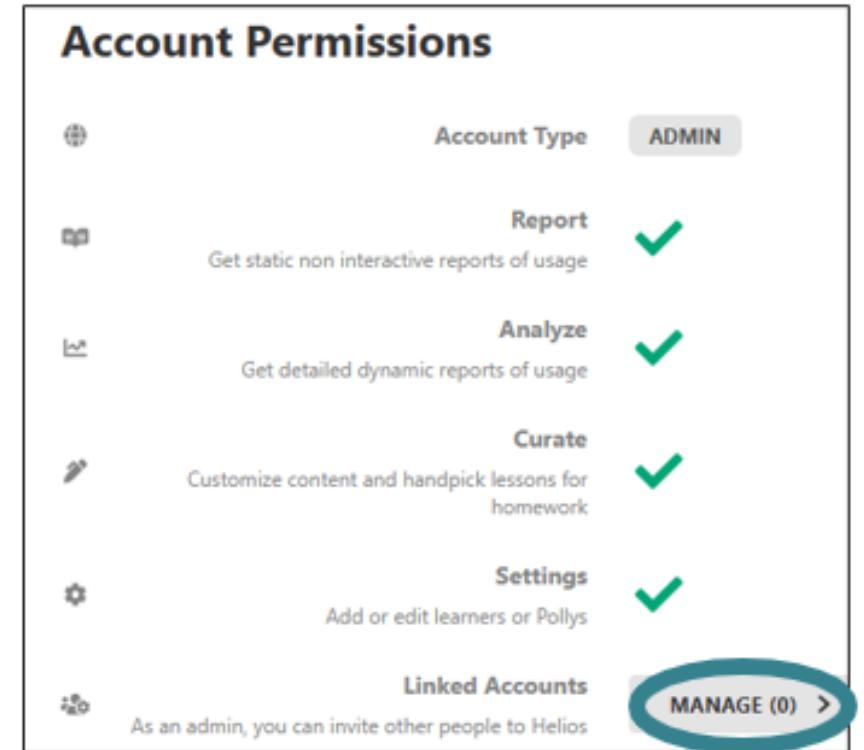 Account Permissions
Account Type ADMIN
Report
Get static non interactive reports of usage
Analyze
Get detailed dynamic reports of usage
Curate
Customize content and handpick lessons for
homework
Settings
Add or edit learners or Pollys
Linked Accounts
MANAGE (0) >
As an admin, you can invite other people to Helios